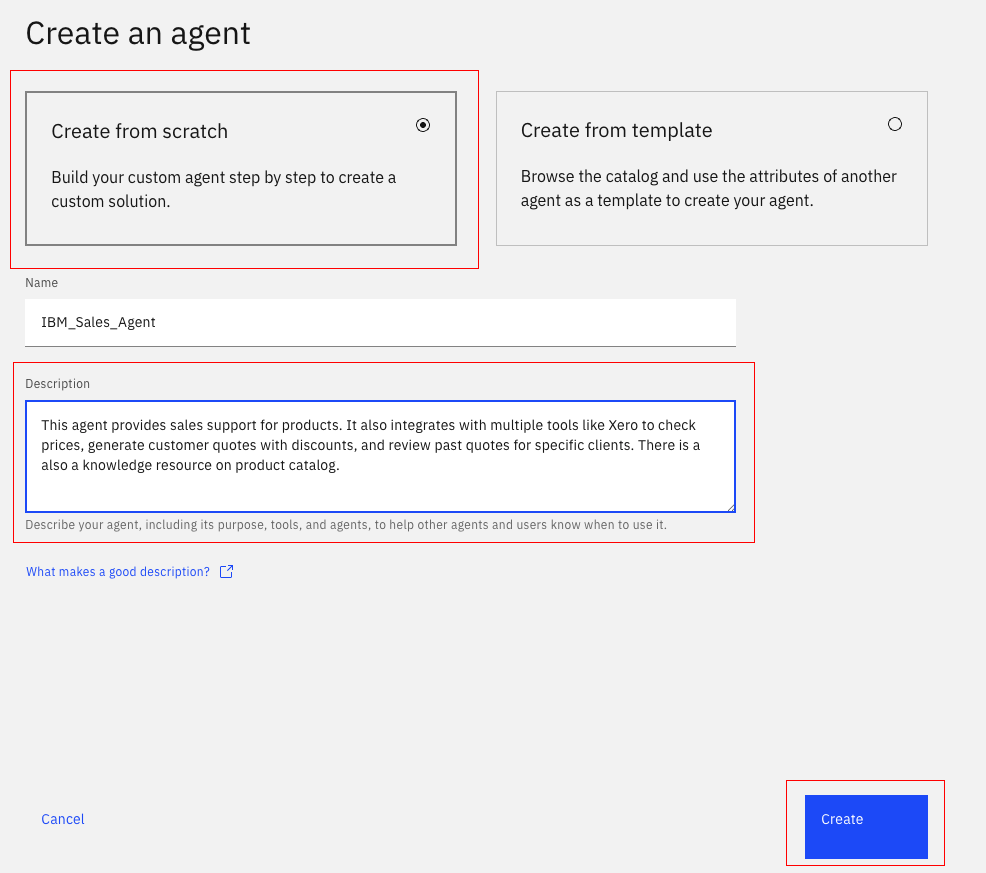 Create an agent
Create from scratch
Build your custom agent step by step to create a
custom solution.
Create from template
Browse the catalog and use the attributes of another
agent as a template to create your agent.
Name
IBM_Sales_Agent
Description
This agent provides sales support for products. It also integrates with multiple tools like Xero to check
prices, generate customer quotes with discounts, and review past quotes for specific clients. There is a
also a knowledge resource on product catalog.
Describe your agent, including its purpose, tools, and agents, to help other agents and users know when to use it.
What makes a good description?
Cancel
Create